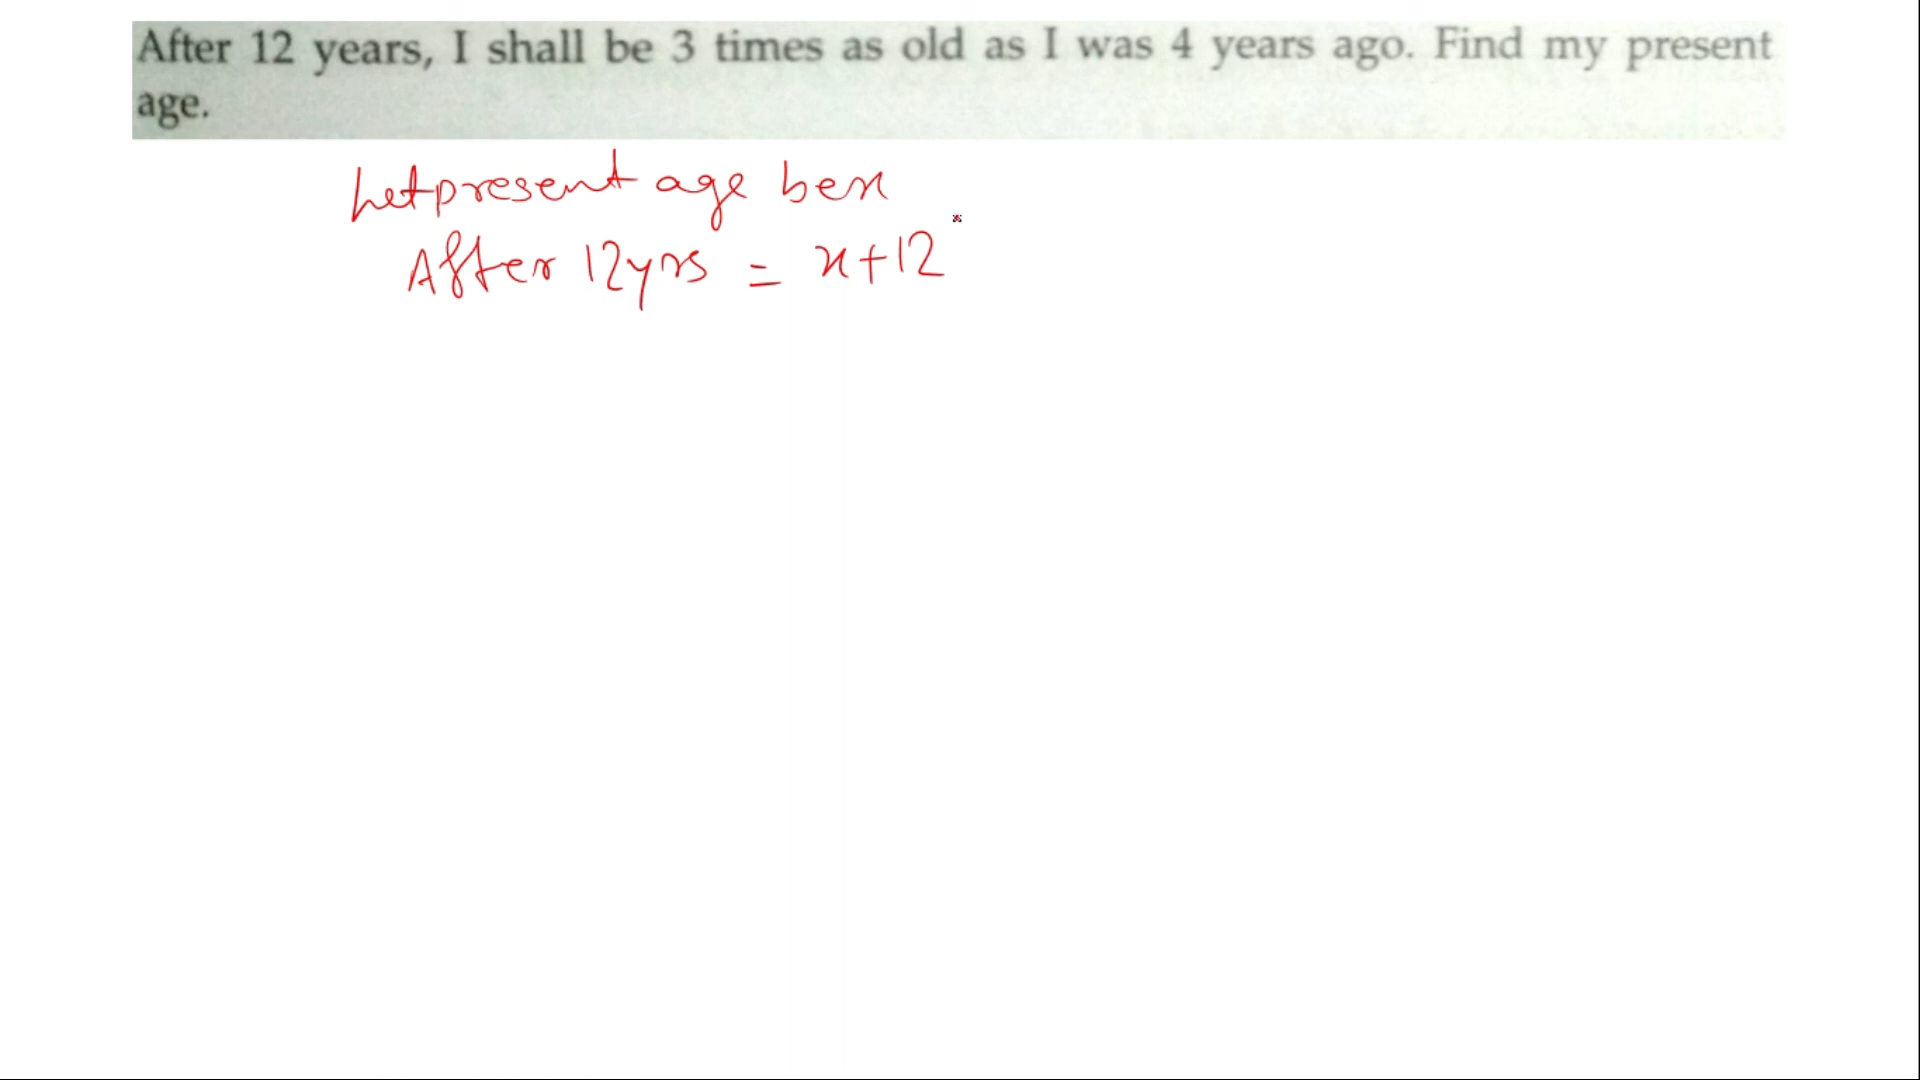 After 12 years, I shall be 3 times as old as I was 4 years ago. Find my present
age.
Let present age be x
After 12yrs = x+12